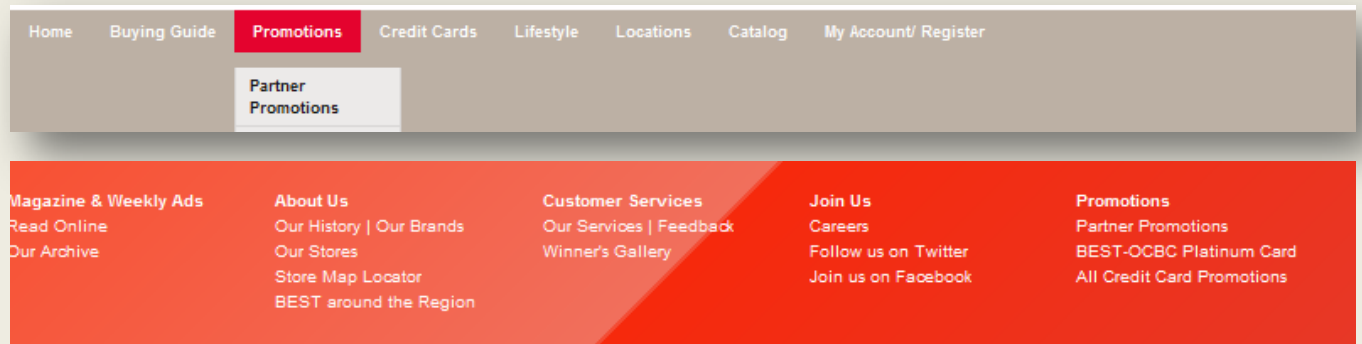 Home Buying Guide Promotions Credit Cards Lifestyle Locations Catalog My Account/ Register
Partner
Promotions
Magazine & Weekly Ads
Read Online
Our Archive
About Us
Our History | Our Brands
Our Stores
Store Map Locator
BEST around the Region
Customer Services
Our Services | Feedback
Winner's Gallery
Join Us
Careers
Follow us on Twitter
Join us on Facebook
Promotions
Partner Promotions
BEST-OCBC Platinum Card
All Credit Card Promotions